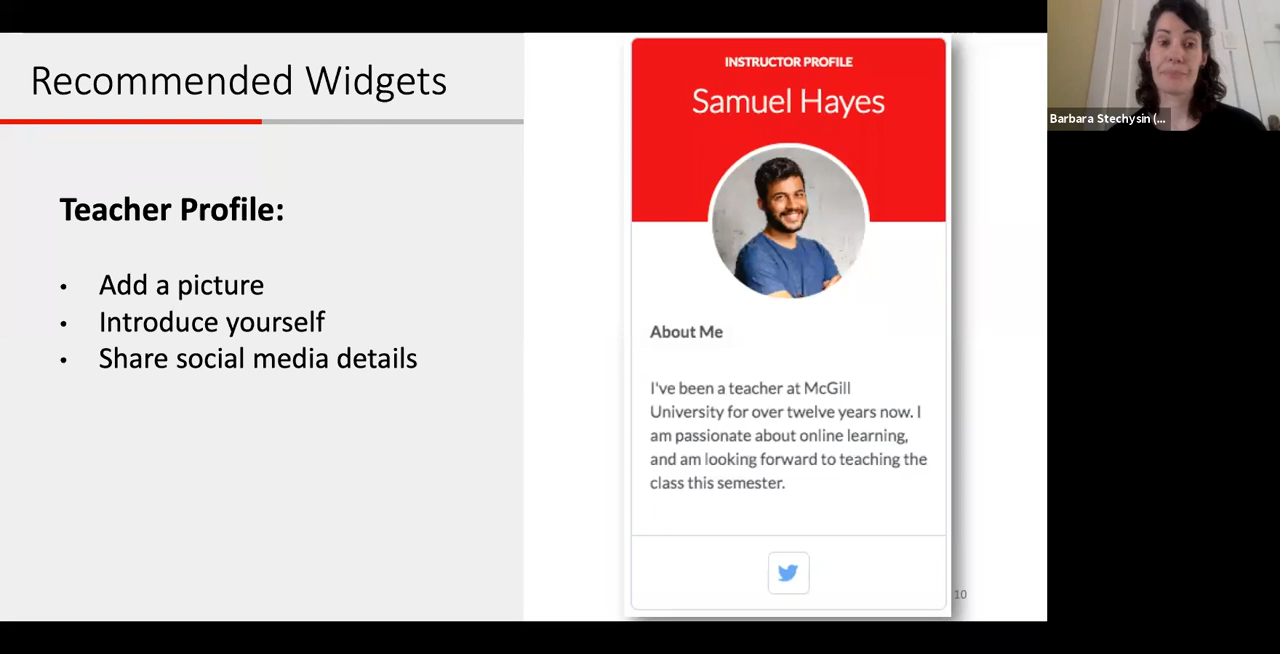 Recommended Widgets
Teacher Profile:
• Add a picture
• Introduce yourself
• Share social media details
INSTRUCTOR PROFILE
Samuel Hayes
About Me
I've been a teacher at McGill
University for over twelve years now. I
am passionate about online learning,
and am looking forward to teaching the
class this semester.
10
Barbara Stechysin (...